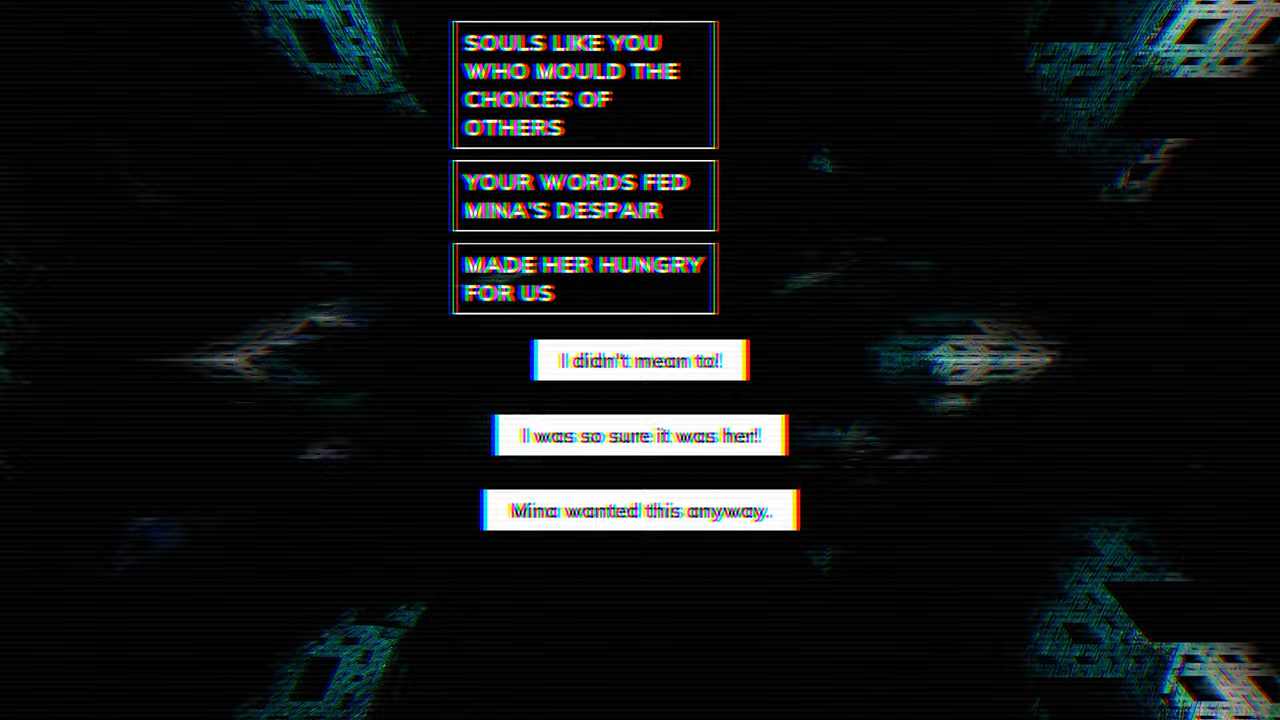 SOULS LIKE YOU
WHO MOULD THE
CHOICES OF
OTHERS
YOUR WORDS FED
MINA'S DESPAIR
MADE HER HUNGRY
FOR US
I didn't mean to!
I was so sure it was her!!
Mina wanted this anyway..